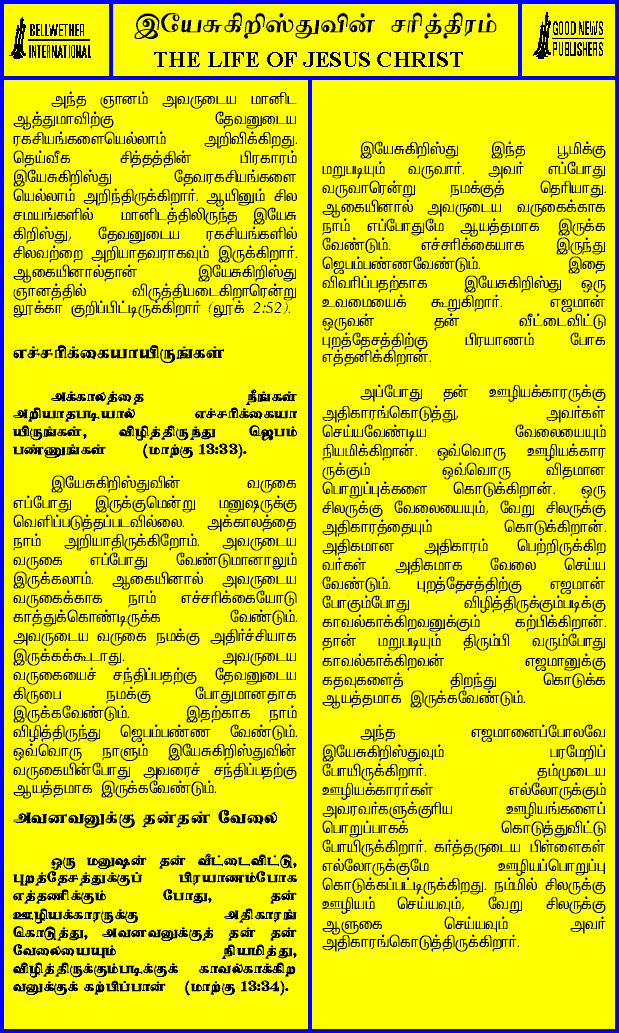 BELLWETHER
INTERNATIONAL
இயேசுகிறிஸ்துவின் சரித்திரம்
THE LIFE OF JESUS CHRIST
GOOD NEWS
PUBLISHERS
அந்த ஞானம் அவருடைய மானிட
ஆத்துமாவிற்கு தேவனுடைய
ரகசியங்களையெல்லாம் அறிவிக்கிறது.
தெய்வீக சித்தத்தின் பிரகாரம்
இயேசுகிறிஸ்து தேவரகசியங்களை
யெல்லாம் அறிந்திருக்கிறார். ஆயினும் சில
சமயங்களில் மானிடத்திலிருந்த இயேசு
கிறிஸ்து, தேவனுடைய ரகசியங்களில்
சிலவற்றை அறியாதவராகவும் இருக்கிறார்.
ஆகையினால்தான் இயேசுகிறிஸ்து
ஞானத்தில் விருத்தியடைகிறாரென்று
லூக்கா குறிப்பிட்டிருக்கிறார் (லூக் 2:52).
எச்சரிக்கையாயிருங்கள்
அக்காலத்தை நீங்கள்
அறியாதபடியால் எச்சரிக்கையா
யிருங்கள், விழித்திருந்து ஜெபம்
பண்ணுங்கள் (மாற்கு 13:33).
இயேசுகிறிஸ்துவின் வருகை
எப்போது இருக்குமென்று மனுஷருக்கு
வெளிப்படுத்தப்படவில்லை. அக்காலத்தை
நாம் அறியாதிருக்கிறோம். அவருடைய
வருகை எப்போது வேண்டுமானாலும்
இருக்கலாம். ஆகையினால் அவருடைய
வருகைக்காக நாம் எச்சரிக்கையோடு
காத்துக்கொண்டிருக்க வேண்டும்.
அவருடைய வருகை நமக்கு அதிர்ச்சியாக
இருக்கக்கூடாது. அவருடைய
வருகையைச் சந்திப்பதற்கு தேவனுடைய
கிருபை நமக்கு போதுமானதாக
இருக்கவேண்டும். இதற்காக நாம்
விழித்திருந்து ஜெபம்பண்ண வேண்டும்.
ஒவ்வொரு நாளும் இயேசுகிறிஸ்துவின்
வருகையின்போது அவரைச் சந்திப்பதற்கு
ஆயத்தமாக இருக்கவேண்டும்.
அவனவனுக்கு தன்தன் வேலை
ஒரு மனுஷன் தன் வீட்டைவிட்டு,
புறத்தேசத்துக்குப் பிரயாணம்போக
எத்தணிக்கும் போது, தன்
ஊழியக்காரருக்கு அதிகாரங்
கொடுத்து, அவனவனுக்குத் தன் தன்
வேலையையும் நியமித்து,
விழித்திருக்கும்படிக்குக் காவல்காக்கிற
வனுக்குக் கற்பிப்பான் (மாற்கு 13:34).
இயேசுகிறிஸ்து இந்த பூமிக்கு
மறுபடியும் வருவார். அவர் எப்போது
வருவாரென்று நமக்குத் தெரியாது.
ஆகையினால் அவருடைய வருகைக்காக
நாம் எப்போதுமே ஆயத்தமாக இருக்க
வேண்டும். எச்சரிக்கையாக இருந்து
ஜெபம்பண்ணவேண்டும். இதை
விவரிப்பதற்காக இயேசுகிறிஸ்து ஒரு
உவமையைக் கூறுகிறார். எஜமான்
ஒருவன் தன் வீட்டைவிட்டு
புறத்தேசத்திற்கு பிரயாணம் போக
எத்தனிக்கிறான்.
அப்போது தன் ஊழியக்காரருக்கு
அதிகாரங்கொடுத்து, அவர்கள்
செய்யவேண்டிய வேலையையும்
நியமிக்கிறான். ஒவ்வொரு ஊழியக்கார
ருக்கும் ஒவ்வொரு விதமான
பொறுப்புக்களை கொடுக்கிறான். ஒரு
சிலருக்கு வேலையையும், வேறு சிலருக்கு
அதிகாரத்தையும் கொடுக்கிறான்.
அதிகமான அதிகாரம் பெற்றிருக்கிற
வர்கள் அதிகமாக வேலை செய்ய
வேண்டும். புறத்தேசத்திற்கு எஜமான்
போகும்போது விழித்திருக்கும்படிக்கு
காவல்காக்கிறவனுக்கும் கற்பிக்கிறான்.
தான் மறுபடியும் திரும்பி வரும்போது
காவல்காக்கிறவன் எஜமானுக்கு
கதவுகளைத் திறந்து கொடுக்க
ஆயத்தமாக இருக்கவேண்டும்.
அந்த எஜமானைப்போலவே
இயேசுகிறிஸ்துவும் பரமேறிப்
போயிருக்கிறார். தம்முடைய
ஊழியக்காரர்கள் எல்லோருக்கும்
அவரவர்களுக்குரிய ஊழியங்களைப்
பொறுப்பாகக் கொடுத்துவிட்டு
போயிருக்கிறார். கர்த்தருடைய பிள்ளைகள்
எல்லோருக்குமே ஊழியப்பொறுப்பு
கொடுக்கப்பட்டிருக்கிறது. நம்மில் சிலருக்கு
ஊழியம் செய்யவும், வேறு சிலருக்கு
ஆளுகை செய்யவும் அவர்
அதிகாரங்கொடுத்திருக்கிறார்.